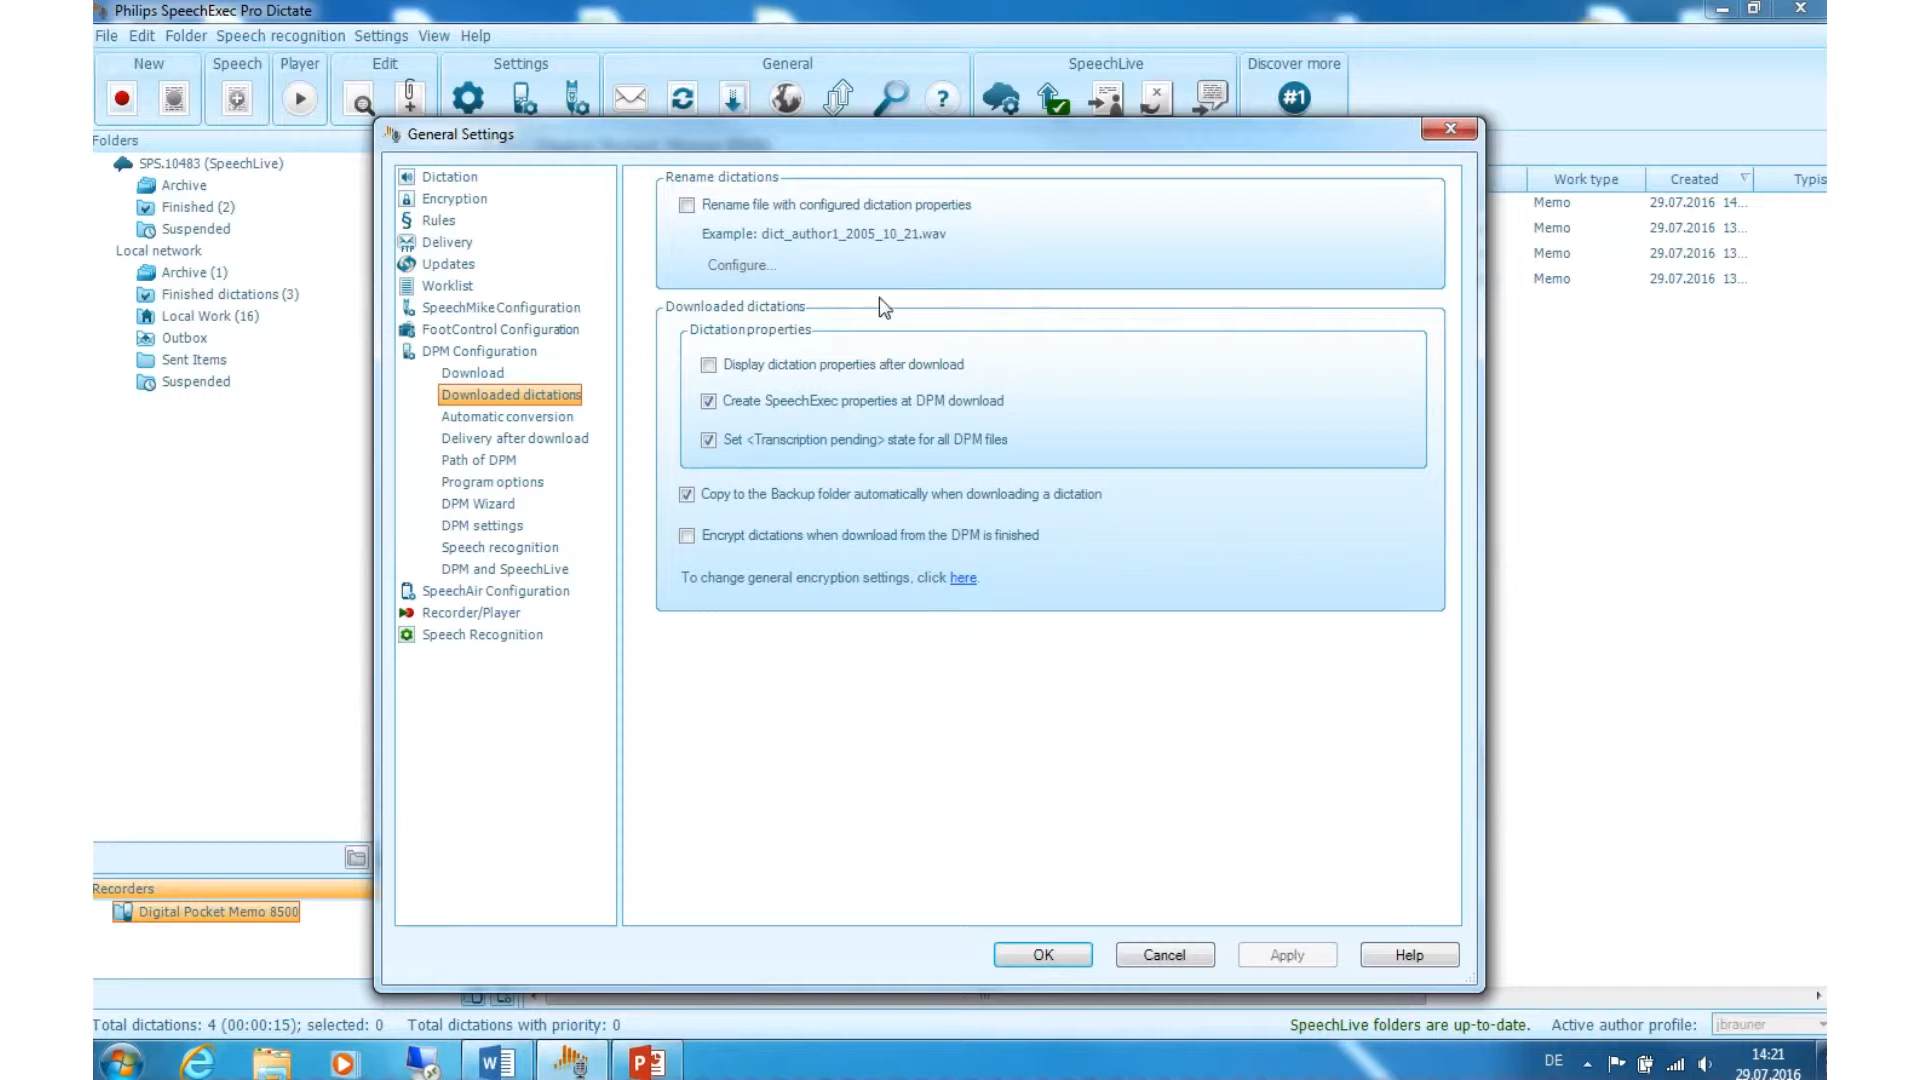 Philips SpeechExec Pro Dictate
File Edit Folder Speech recognition Settings View Help
New Speech Player Edit Settings General SpeechLive Discover more
? #1
Folders
SPS.10483 (SpeechLive)
Archive
Finished (2)
Suspended
Local network
Archive (1)
Finished dictations (3)
Local Work (16)
Outbox
Sent Items
Suspended
Recorders
Digital Pocket Memo 8500
General Settings
Dictation
Encryption
Rules
Delivery
Updates
Worklist
SpeechMike Configuration
FootControl Configuration
DPM Configuration
Download
Downloaded dictations
Automatic conversion
Delivery after download
Path of DPM
Program options
DPM Wizard
DPM settings
Speech recognition
DPM and SpeechLive
SpeechAir Configuration
Recorder/Player
Speech Recognition
Rename dictations
Rename file with configured dictation properties
Example: dict_author1_2005_10_21.wav
Configure...
Downloaded dictations
Dictation properties
Display dictation properties after download
Create SpeechExec properties at DPM download
Set <Transcription pending> state for all DPM files
Copy to the Backup folder automatically when downloading a dictation
Encrypt dictations when download from the DPM is finished
To change general encryption settings, click here.
OK Cancel Apply Help
Work type Created Typis
Memo 29.07.2016 14...
Memo 29.07.2016 13...
Memo 29.07.2016 13...
Memo 29.07.2016 13...
Total dictations: 4 (00:00:15); selected: 0 Total dictations with priority: 0 SpeechLive folders are up-to-date. Active author profile: jbrauner
DE 14:21
29.07.2016